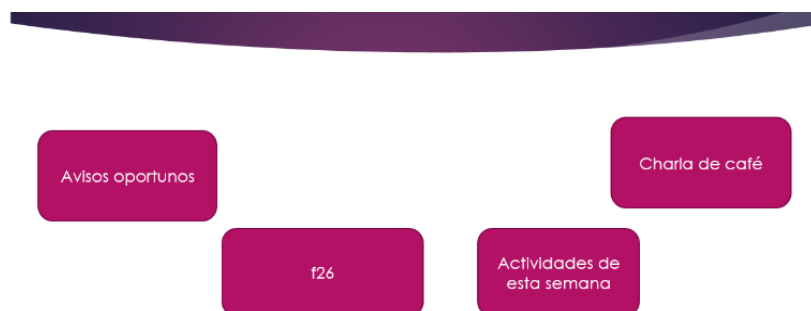 Avisos oportunos
f26
Actividades de
esta semana
Charla de café